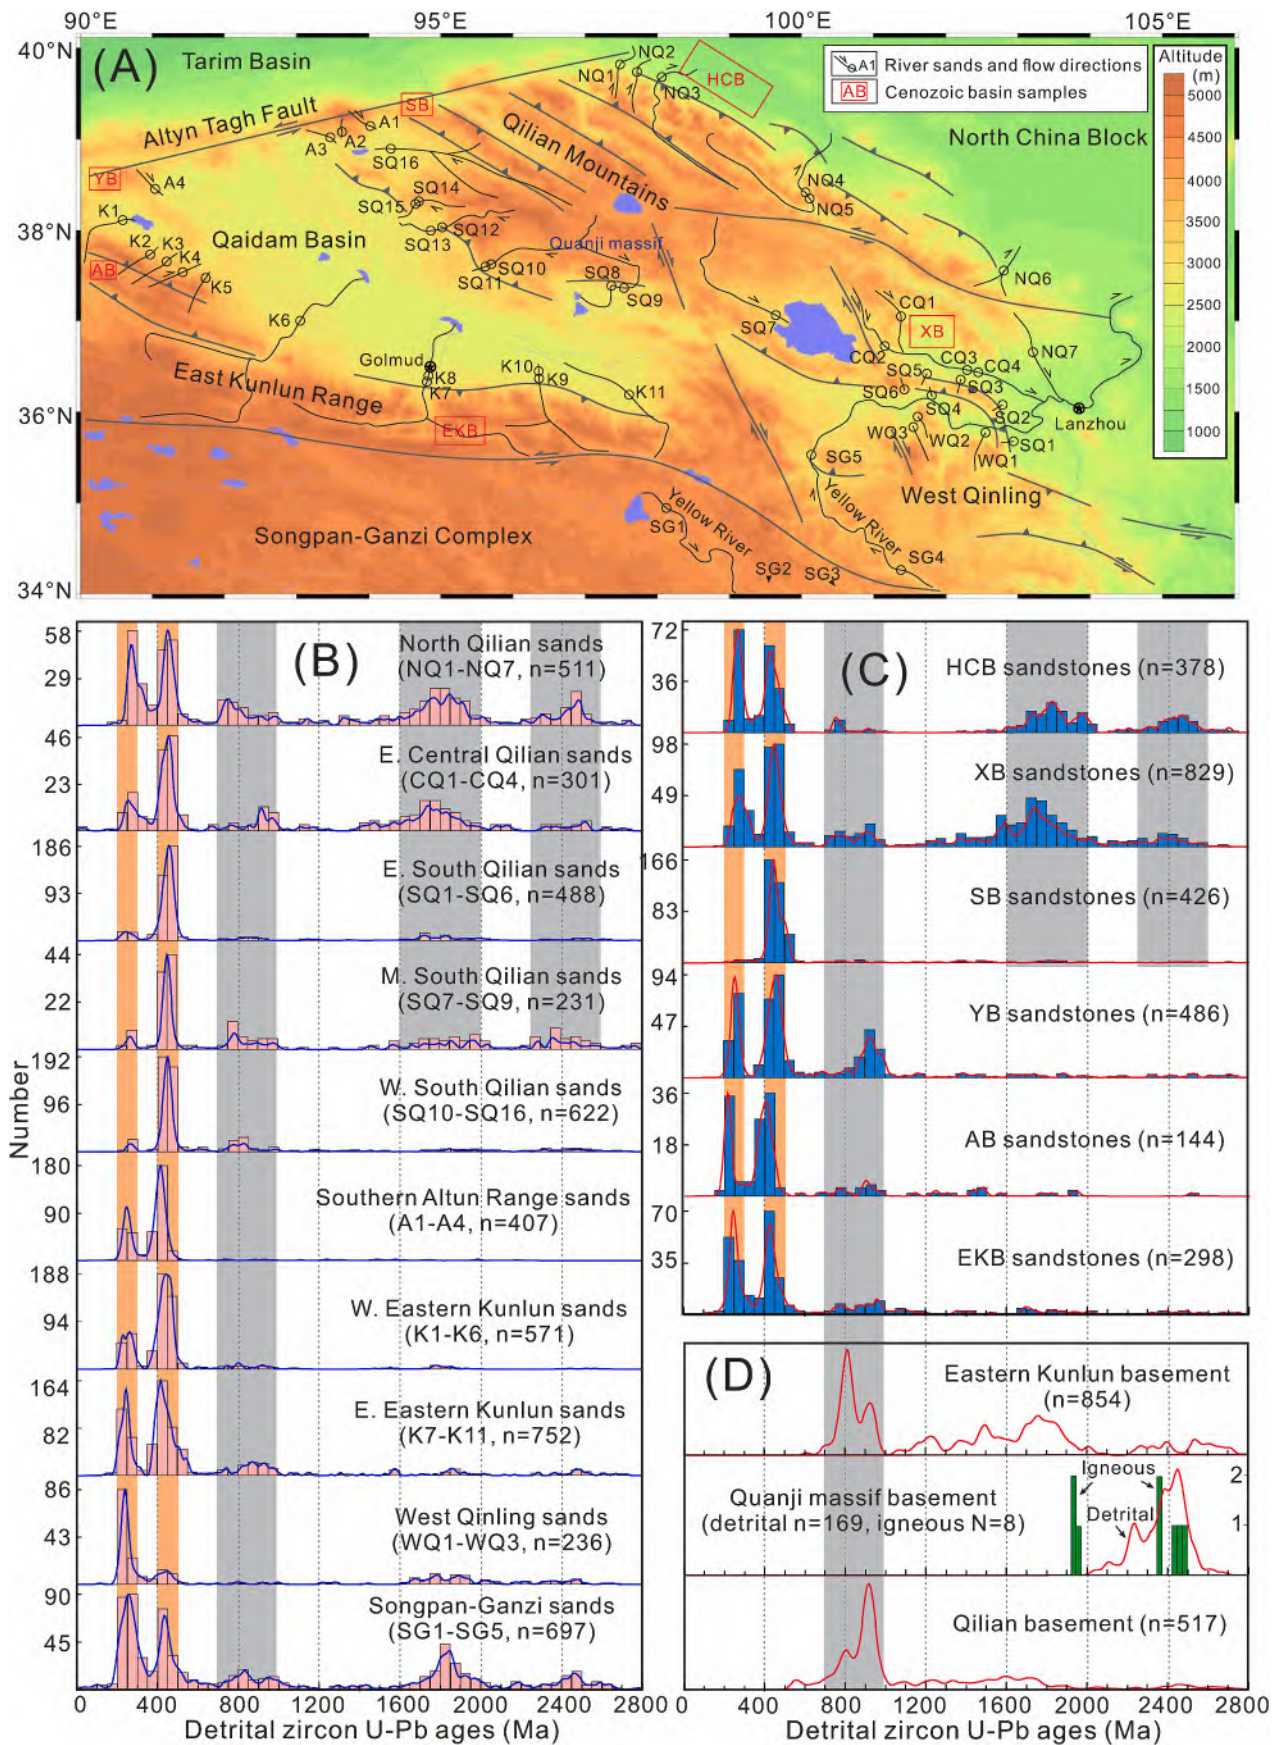 90°E 95°E 100°E 105°E
40°N
38°N
36°N
34°N
(A)
Tarim Basin
Altyn Tagh Fault
NQ2
NQ1
NQ3
HCB
A1 River sands and flow directions
AB Cenozoic basin samples
Altitude
(m)
5000
4500
4000
3750
3500
3250
3000
2500
2000
1750
1500
1000
SB
A1
A2
A3
SQ16
Qilian Mountains
North China Block
YB
A4
K1
SQ14
SQ15
NQ4
NQ5
K2
K3
K4
K5
Qaidam Basin
SQ13
SQ12
Quanji massif
AB
SQ10
SQ11
SQ8
SQ9
NQ6
K6
SQ7
CQ1
XB
CQ2
CQ3
CQ4
NQ7
Golmud
K8
K7
K10
K9
K11
SQ5
SQ6
SQ3
SQ4
SQ2
SQ1
Lanzhou
East Kunlun Range
EKB
WQ3
WQ2
WQ1
SG5
West Qinling
Songpan-Ganzi Complex
SG1
Yellow River
Yellow River
SG2
SG3
SG4
(B)
Number
58
29
North Qilian sands
(NQ1-NQ7, n=511)
46
23
E. Central Qilian sands
(CQ1-CQ4, n=301)
186
93
E. South Qilian sands
(SQ1-SQ6, n=488)
44
22
M. South Qilian sands
(SQ7-SQ9, n=231)
192
96
W. South Qilian sands
(SQ10-SQ16, n=622)
180
90
Southern Altun Range sands
(A1-A4, n=407)
188
94
W. Eastern Kunlun sands
(K1-K6, n=571)
164
82
E. Eastern Kunlun sands
(K7-K11, n=752)
86
43
West Qinling sands
(WQ1-WQ3, n=236)
90
45
Songpan-Ganzi sands
(SG1-SG5, n=697)
0 400 800 1200 1600 2000 2400 2800
Detrital zircon U-Pb ages (Ma)
(C)
72
36
HCB sandstones (n=378)
98
49
XB sandstones (n=829)
166
83
SB sandstones (n=426)
94
47
YB sandstones (n=486)
36
18
AB sandstones (n=144)
70
35
EKB sandstones (n=298)
(D)
Eastern Kunlun basement
(n=854)
Igneous
2
Quanji massif basement
Detrital
(detrital n=169, igneous N=8)
1
Qilian basement (n=517)
0 400 800 1200 1600 2000 2400 2800
Detrital zircon U-Pb ages (Ma)